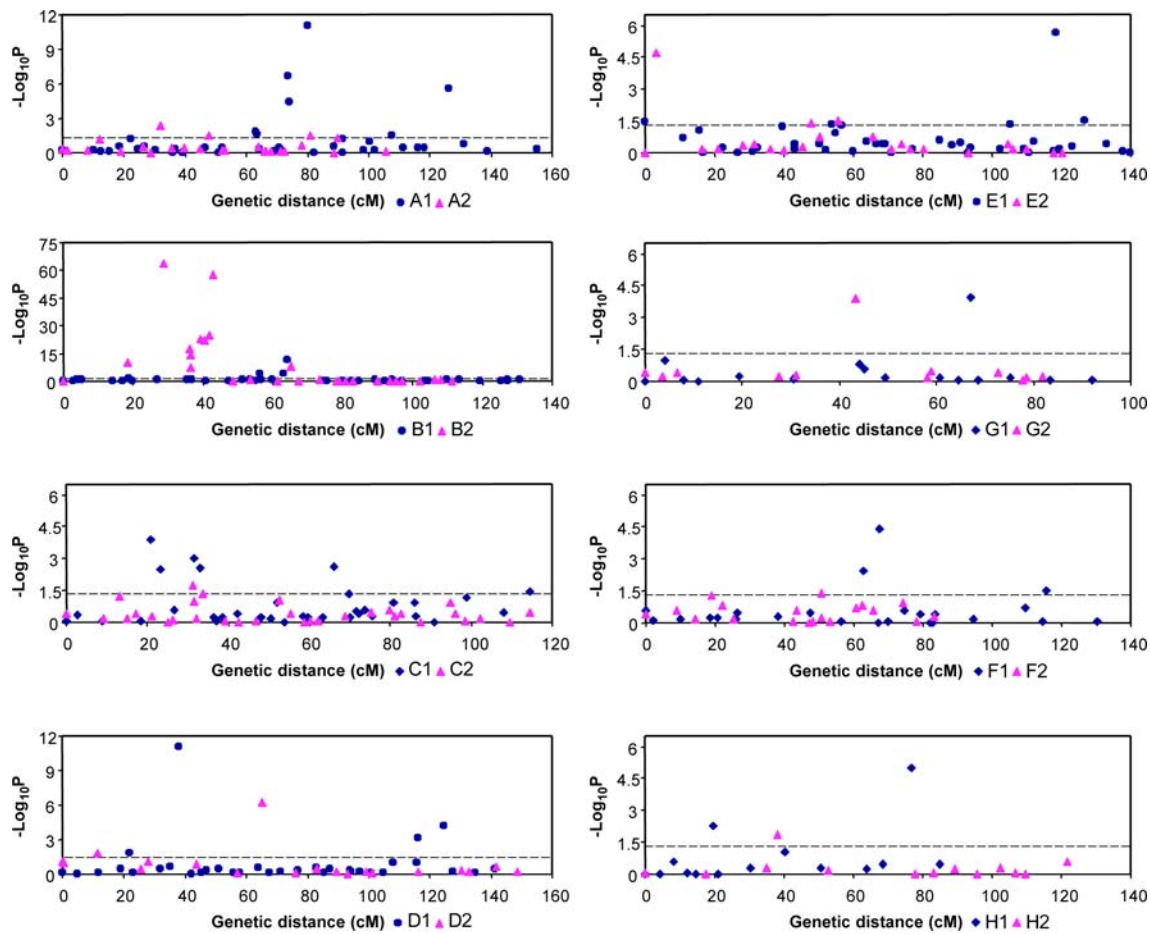 12
9
6
3
0
-Log10P
0 20 40 60 80 100 120 140 160
Genetic distance (cM) A1 A2
6
4.5
3
1.5
0
-Log10P
0 20 40 60 80 100 120 140
Genetic distance (cM) E1 E2
75
60
45
30
15
0
-Log10P
0 20 40 60 80 100 120 140
Genetic distance (cM) B1 B2
6
4.5
3
1.5
0
-Log10P
0 20 40 60 80 100
Genetic distance (cM) G1 G2
6
4.5
3
1.5
0
-Log10P
0 20 40 60 80 100 120
Genetic distance (cM) C1 C2
6
4.5
3
1.5
0
-Log10P
0 20 40 60 80 100 120 140
Genetic distance (cM) F1 F2
12
9
6
3
0
-Log10P
0 20 40 60 80 100 120 140 160
Genetic distance (cM) D1 D2
6
4.5
3
1.5
0
-Log10P
0 20 40 60 80 100 120 140
Genetic distance (cM) H1 H2